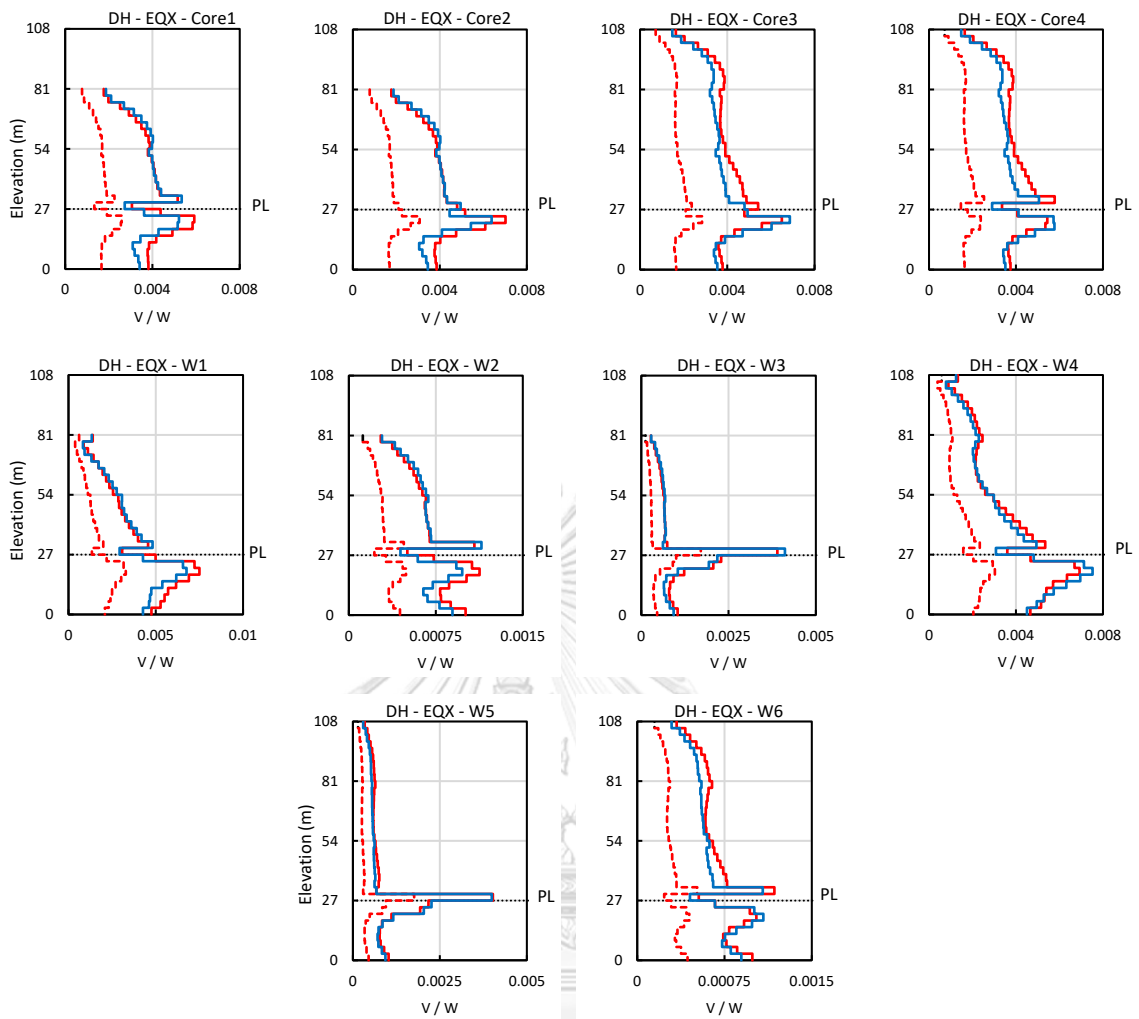 DH - EQX - Core1 DH - EQX - Core2 DH - EQX - Core3 DH - EQX - Core4
108 108 108 108
81 81 81 81
54 54 54 54
27 27 27 27
0 0 0 0
Elevation (m)
PL PL PL
0 0.004 0.008 0 0.004 0.008 0 0.004 0.008 0 0.004 0.008
V / W V / W V / W V / W
DH - EQX - W1 DH - EQX - W2 DH - EQX - W3 DH - EQX - W4
108 108 108 108
81 81 81 81
54 54 54 54
27 27 27 27
0 0 0 0
Elevation (m)
PL PL PL
0 0.005 0.01 0 0.00075 0.0015 0 0.0025 0.005 0 0.004 0.008
V / W V / W V / W V / W
DH - EQX - W5 DH - EQX - W6
108 108
81 81
54 54
27 27
0 0
Elevation (m)
PL PL
0 0.0025 0.005 0 0.00075 0.0015
V / W V / W